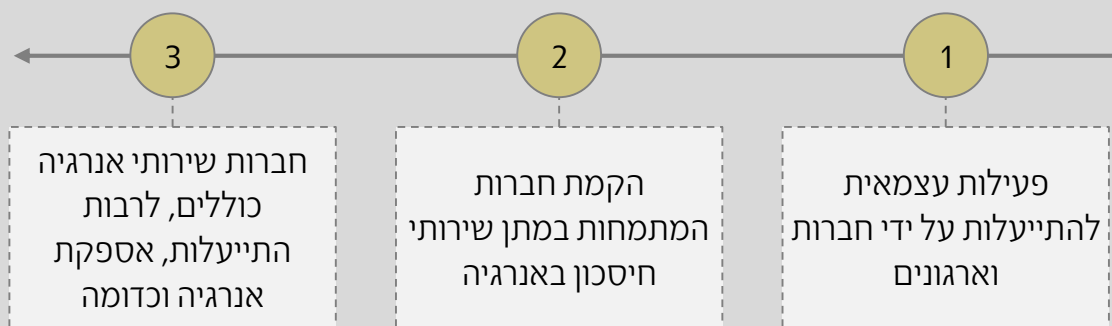 1
פעילות עצמאית
להתייעלות על ידי חברות
וארגונים
2
הקמת חברות
המתמחות במתן שירותי
חיסכון באנרגיה
3
חברות שירותי אנרגיה
כוללים, לרבות
התייעלות, אספקת
אנרגיה וכדומה